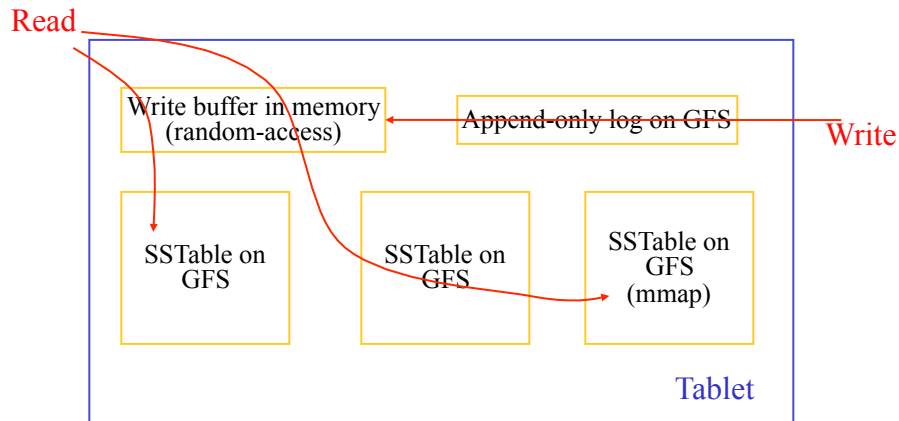 Read
Write buffer in memory
(random-access)
Append-only log on GFS
Write
SSTable on
GFS
SSTable on
GFS
SSTable on
GFS
(mmap)
Tablet